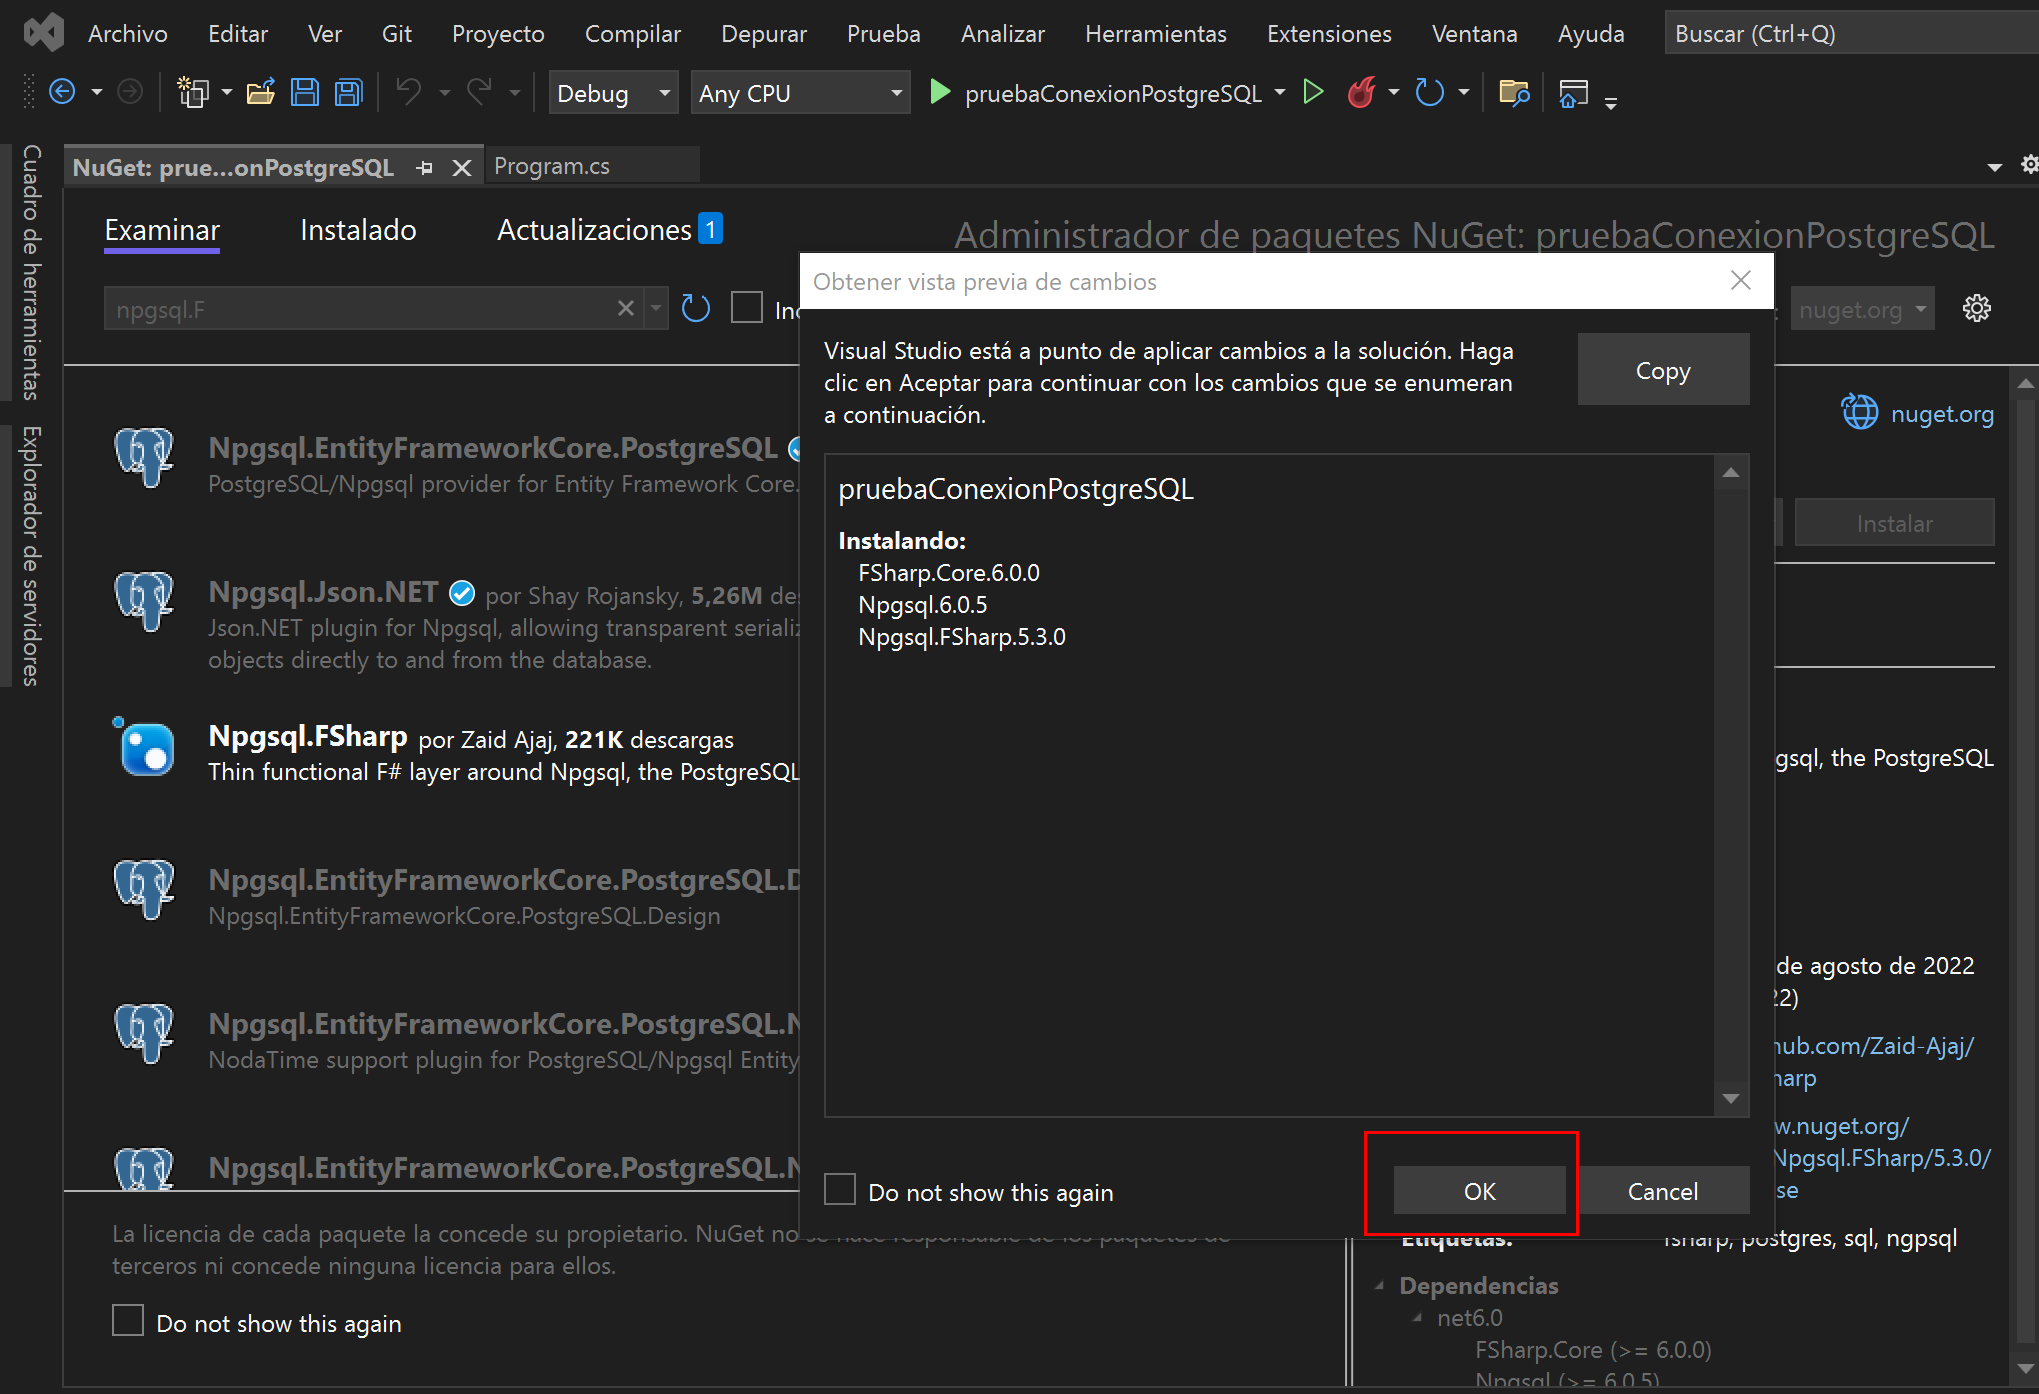 Archivo Editar Ver Git Proyecto Compilar Depurar Prueba Analizar Herramientas Extensiones Ventana Ayuda Buscar (Ctrl+Q)
Debug Any CPU pruebaConexionPostgreSQL
Cuadro de herramientas
Explorador de servidores
NuGet: prue...onPostgreSQL Program.cs
Examinar Instalado Actualizaciones 1
Administrador de paquetes NuGet: pruebaConexionPostgreSQL
npgsql.F
nuget.org
nuget.org
Instalar
Npgsql.EntityFrameworkCore.PostgreSQL
PostgreSQL/Npgsql provider for Entity Framework Core.
Npgsql.Json.NET por Shay Rojansky, 5,26M
Json.NET plugin for Npgsql, allowing transparent
objects directly to and from the database.
Npgsql.FSharp por Zaid Ajaj, 221K descargas
Thin functional F# layer around Npgsql, the PostgreSQL
Npgsql.EntityFrameworkCore.PostgreSQL.D
Npgsql.EntityFrameworkCore.PostgreSQL.Design
Npgsql.EntityFrameworkCore.PostgreSQL.N
NodaTime support plugin for PostgreSQL/Npgsql Entity
Npgsql.EntityFrameworkCore.PostgreSQL.N
La licencia de cada paquete la concede su propietario. NuGet no se hace responsable de los paquetes de
terceros ni concede ninguna licencia para ellos.
Do not show this again
Obtener vista previa de cambios
Visual Studio está a punto de aplicar cambios a la solución. Haga
clic en Aceptar para continuar con los cambios que se enumeran
a continuación.
Copy
pruebaConexionPostgreSQL
Instalando:
FSharp.Core.6.0.0
Npgsql.6.0.5
Npgsql.FSharp.5.3.0
Do not show this again
OK Cancel
gsql, the PostgreSQL
de agosto de 2022
22)
hub.com/Zaid-Ajaj/
harp
w.nuget.org/
Npgsql.FSharp/5.3.0/
se
Etiquetas: fsharp, postgres, sql, ngpsql
Dependencias
net6.0
FSharp.Core (>= 6.0.0)
Npgsql (>= 6.0.5)